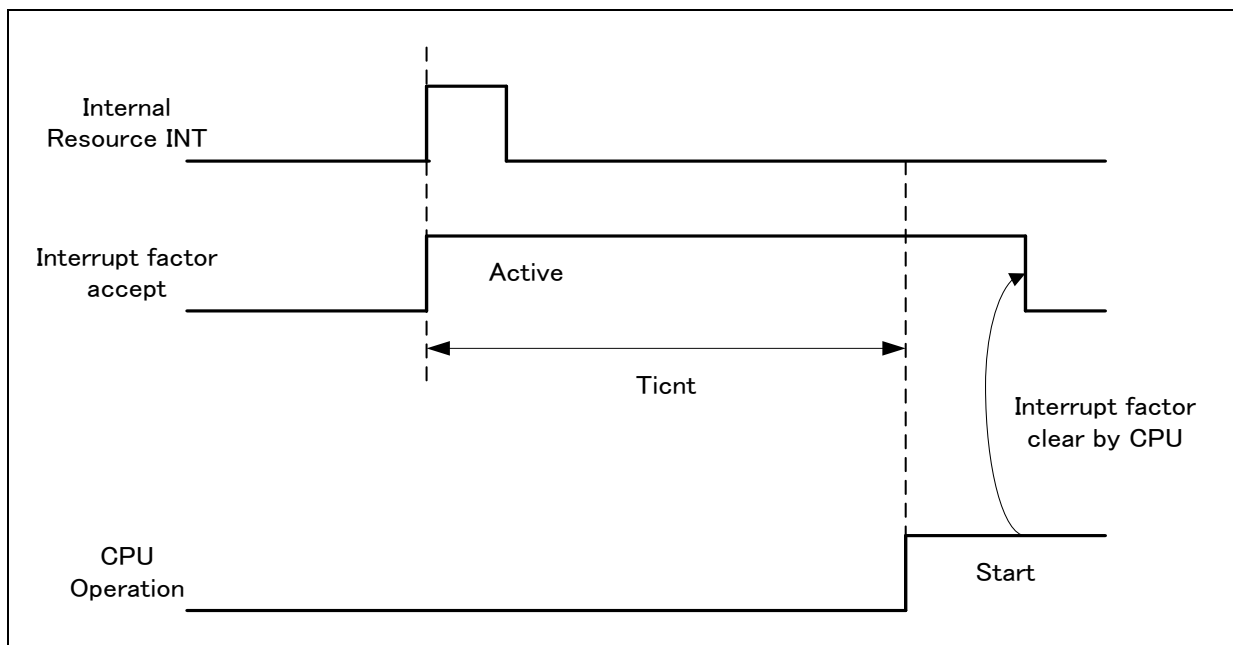 Internal
Resource INT
Interrupt factor
accept
Active
Ticnt
Interrupt factor
clear by CPU
CPU
Operation
Start